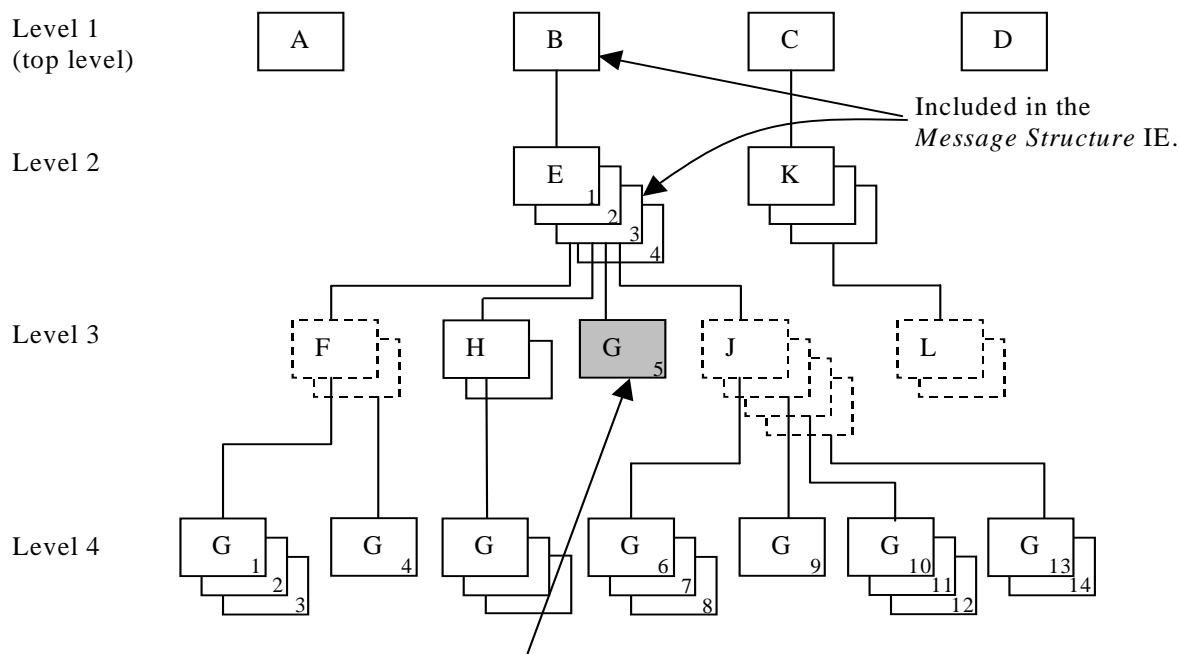 Level 1
(top level)
A
B
C
D
Included in the
Message Structure IE.
Level 2
E
1
2
3
4
K
Level 3
F
H
G
5
J
L
Level 4
G
1
2
3
G
4
G
G
6
7
8
G
9
G
10
11
12
G
13
14